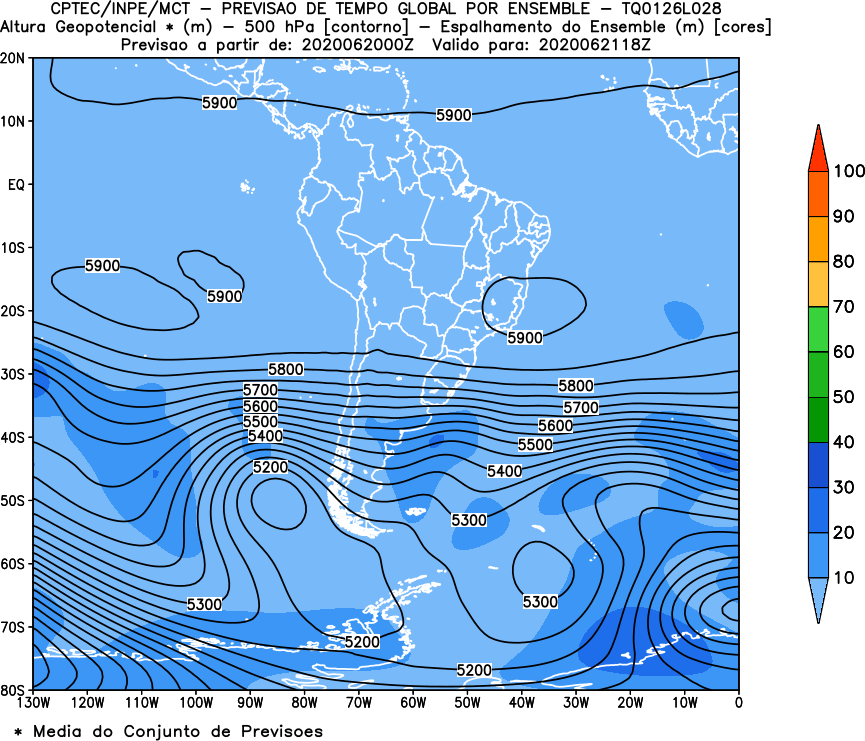 CPTEC/INPE/MCT − PREVISAO DE TEMPO GLOBAL POR ENSEMBLE − TQ0126L028
Altura Geopotencial * (m) − 500 hPa [contorno] − Espalhamento do Ensemble (m) [cores]
Previsao a partir de: 2020062000Z Valido para: 2020062118Z
20N
10N
EQ
10S
20S
30S
40S
50S
60S
70S
80S
5900
5900
5900
5900
5900
5800
5700
5600
5500
5400
5200
5800
5700
5600
5500
5400
5300
5300
5300
5200
5200
130W 120W 110W 100W 90W 80W 70W 60W 50W 40W 30W 20W 10W 0
100
90
80
70
60
50
40
30
20
10
* Media do Conjunto de Previsoes